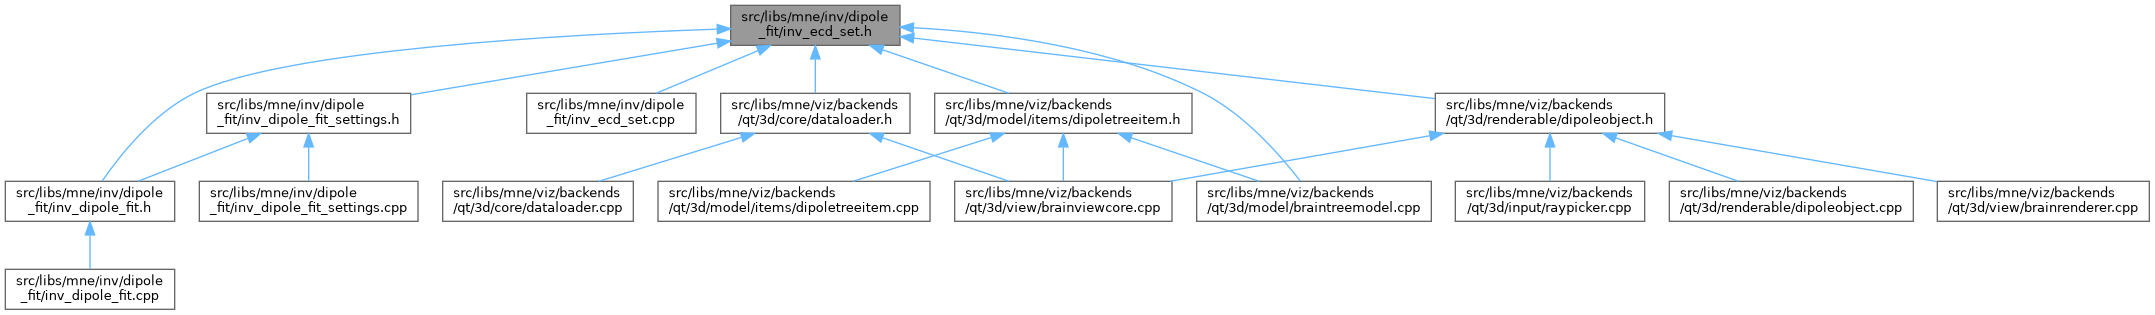 src/libs/mne/inv/dipole
_fit/inv_ecd_set.h
src/libs/mne/inv/dipole
_fit/inv_dipole_fit_settings.h
src/libs/mne/inv/dipole
_fit/inv_ecd_set.cpp
src/libs/mne/viz/backends
/qt/3d/core/dataloader.h
src/libs/mne/viz/backends
/qt/3d/model/items/dipoletreeitem.h
src/libs/mne/viz/backends
/qt/3d/renderable/dipoleobject.h
src/libs/mne/inv/dipole
_fit/inv_dipole_fit.h
src/libs/mne/inv/dipole
_fit/inv_dipole_fit_settings.cpp
src/libs/mne/viz/backends
/qt/3d/core/dataloader.cpp
src/libs/mne/viz/backends
/qt/3d/model/items/dipoletreeitem.cpp
src/libs/mne/viz/backends
/qt/3d/view/brainviewcore.cpp
src/libs/mne/viz/backends
/qt/3d/model/braintreemodel.cpp
src/libs/mne/viz/backends
/qt/3d/input/raypicker.cpp
src/libs/mne/viz/backends
/qt/3d/renderable/dipoleobject.cpp
src/libs/mne/viz/backends
/qt/3d/view/brainrenderer.cpp
src/libs/mne/inv/dipole
_fit/inv_dipole_fit.cpp